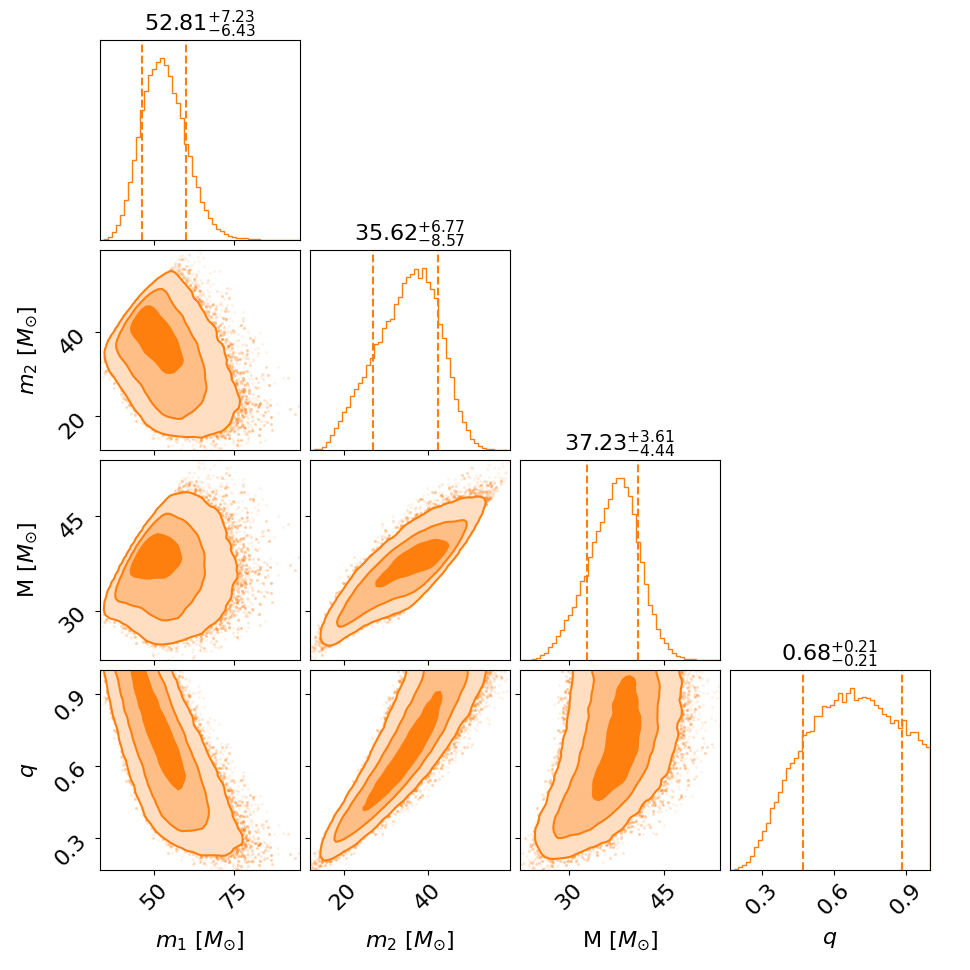 52.81$^{+7.23}_{-6.43}$
35.62$^{+6.77}_{-8.57}$
$m_2$ [$M_\odot$]
40
20
37.23$^{+3.61}_{-4.44}$
M [$M_\odot$]
45
30
0.68$^{+0.21}_{-0.21}$
$q$
0.9
0.6
0.3
50 75 20 40 30 45 0.3 0.6 0.9
$m_1$ [$M_\odot$] $m_2$ [$M_\odot$] M [$M_\odot$] $q$